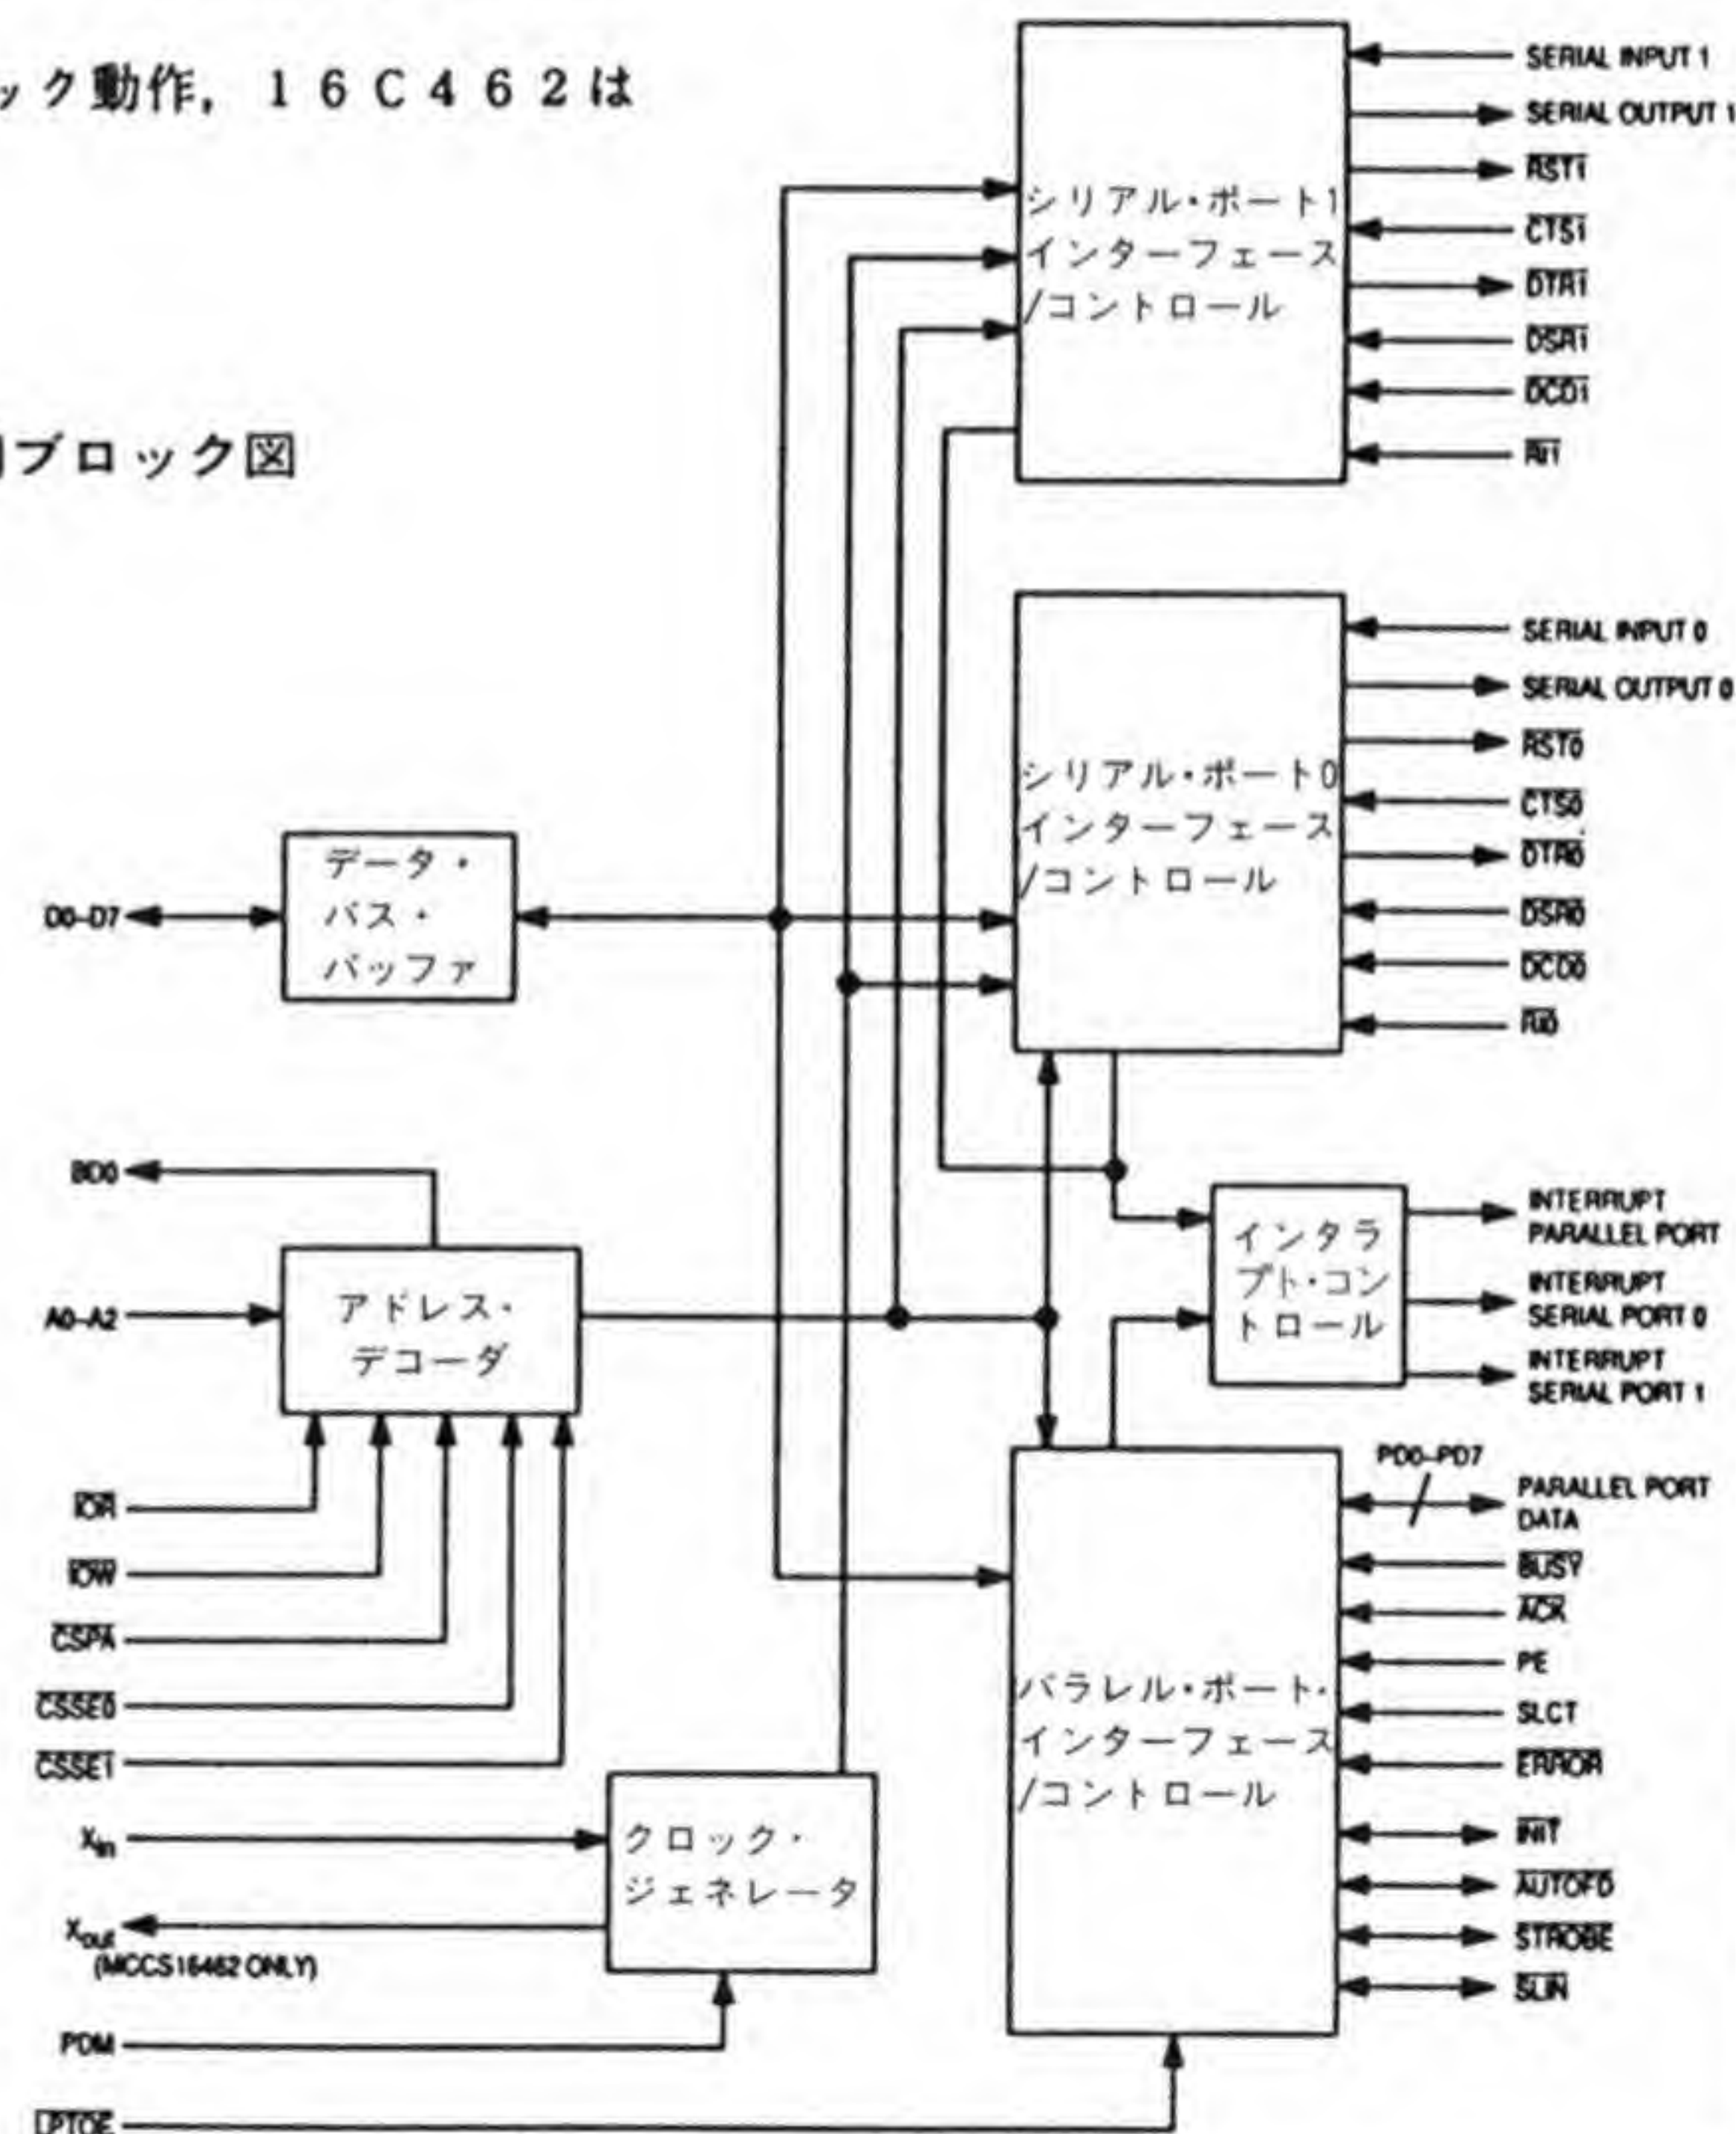 ック動作，１６Ｃ４６２は
ブロック図
シリアル・ポート1
インターフェース
/コントロール
SERIAL INPUT 1
SERIAL OUTPUT 1
RST1
CTS1
DTR1
DSR1
DCD1
RI1
シリアル・ポート0
インターフェース
/コントロール
SERIAL INPUT 0
SERIAL OUTPUT 0
RST0
CTS0
DTR0
DSR0
DCD0
RI0
D0–D7
データ・
バス・
バッファ
BD0
A0–A2
アドレス・
デコーダ
IOR
IOW
CSPA
CSSE0
CSSE1
インタラ
プト・コン
トロール
INTERRUPT
PARALLEL PORT
INTERRUPT
SERIAL PORT 0
INTERRUPT
SERIAL PORT 1
Xin
Xout
(MCCS16462 ONLY)
クロック・
ジェネレータ
PDM
LPTOE
パラレル・ポート・
インターフェース
/コントロール
PD0–PD7
PARALLEL PORT
DATA
BUSY
ACK
PE
SLCT
ERROR
INIT
AUTOFD
STROBE
SLIN